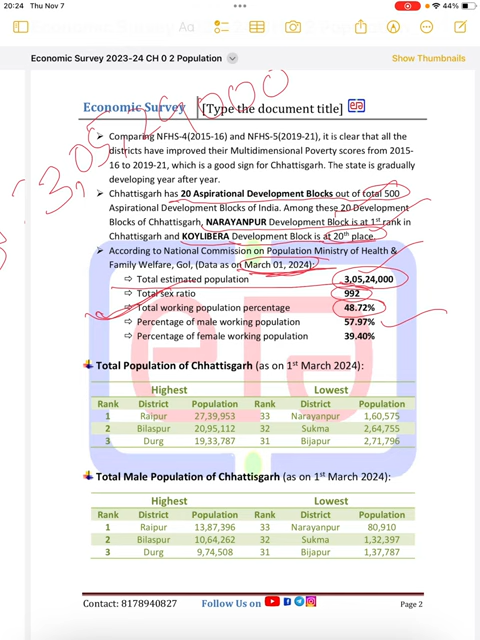 20:24 Thu Nov 7
44%
Aa
Economic Survey 2023-24 CH 0 2 Population
Show Thumbnails
3,05,24,000
Economic Survey [Type the document title]
➢ Comparing NFHS-4(2015-16) and NFHS-5(2019-21), it is clear that all the
districts have improved their Multidimensional Poverty scores from 2015-
16 to 2019-21, which is a good sign for Chhattisgarh. The state is gradually
developing year after year.
➢ Chhattisgarh has 20 Aspirational Development Blocks out of total 500
Aspirational Development Blocks of India. Among these 20 Development
Blocks of Chhattisgarh, NARAYANPUR Development Block is at 1st rank in
Chhattisgarh and KOYLIBERA Development Block is at 20th place.
➢ According to National Commission on Population Ministry of Health &
Family Welfare, GoI, (Data as on March 01, 2024):
⇨ Total estimated population 3,05,24,000
⇨ Total sex ratio 992
⇨ Total working population percentage 48.72%
⇨ Percentage of male working population 57.97%
⇨ Percentage of female working population 39.40%
Total Population of Chhattisgarh (as on 1st March 2024):
Highest Lowest
Rank District Population Rank District Population
1 Raipur 27,39,953 33 Narayanpur 1,60,575
2 Bilaspur 20,95,112 32 Sukma 2,64,755
3 Durg 19,33,787 31 Bijapur 2,71,796
Total Male Population of Chhattisgarh (as on 1st March 2024):
Highest Lowest
Rank District Population Rank District Population
1 Raipur 13,87,396 33 Narayanpur 80,910
2 Bilaspur 10,64,262 32 Sukma 1,32,397
3 Durg 9,74,508 31 Bijapur 1,37,787
Contact: 8178940827 Follow Us on Page 2